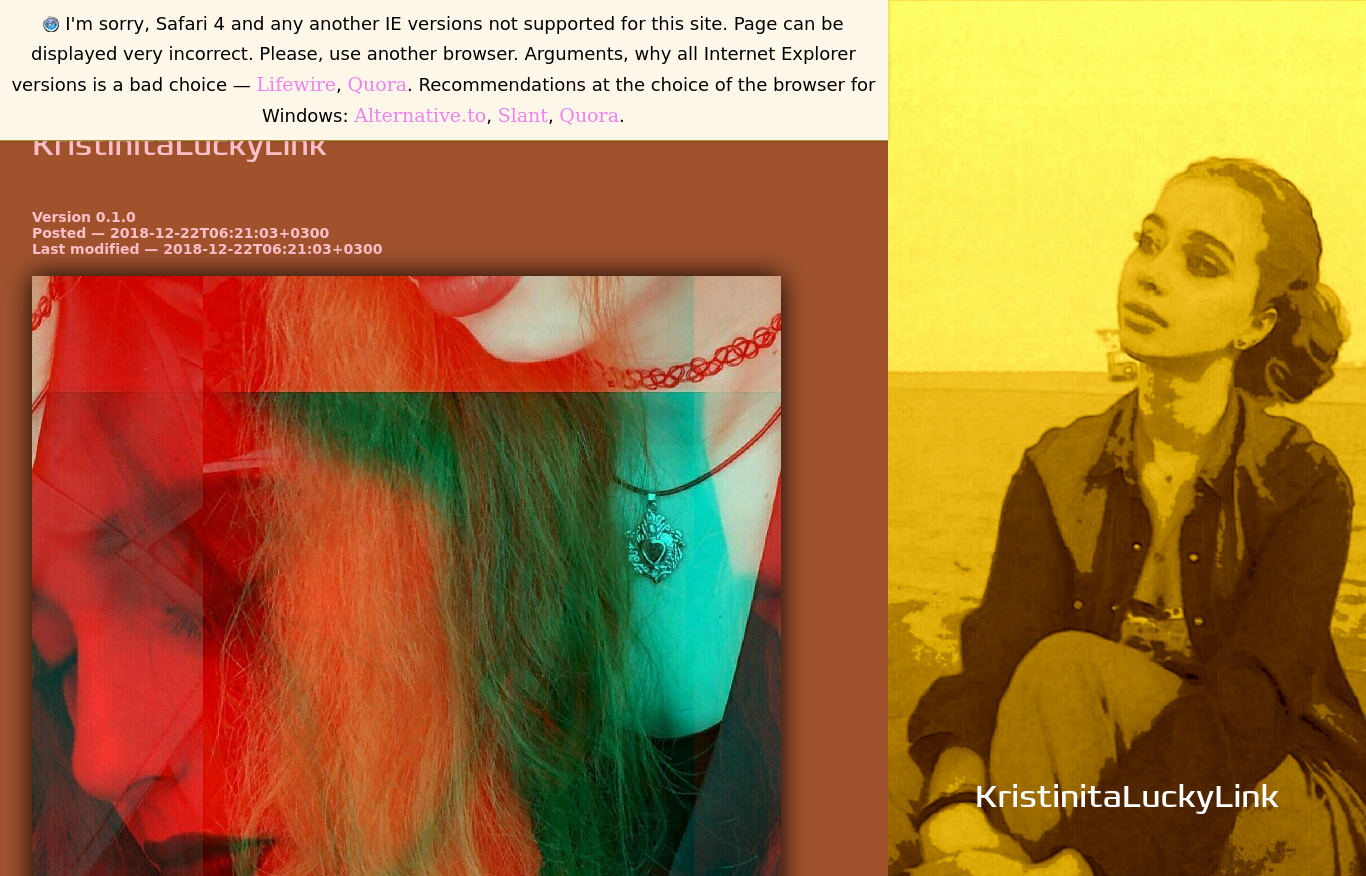 I'm sorry, Safari 4 and any another IE versions not supported for this site. Page can be
displayed very incorrect. Please, use another browser. Arguments, why all Internet Explorer
versions is a bad choice — Lifewire, Quora. Recommendations at the choice of the browser for
Windows: Alternative.to, Slant, Quora.
KristinitaLuckyLink
Version 0.1.0
Posted — 2018-12-22T06:21:03+0300
Last modified — 2018-12-22T06:21:03+0300
KristinitaLuckyLink